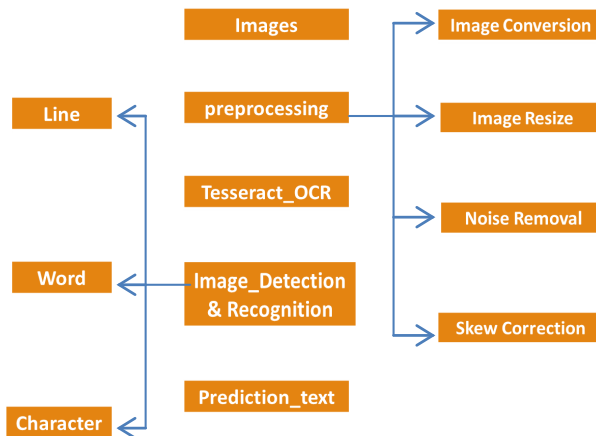 Images
Image Conversion
Line
preprocessing
Image Resize
Tesseract_OCR
Noise Removal
Word
Image_Detection
& Recognition
Skew Correction
Prediction_text
Character